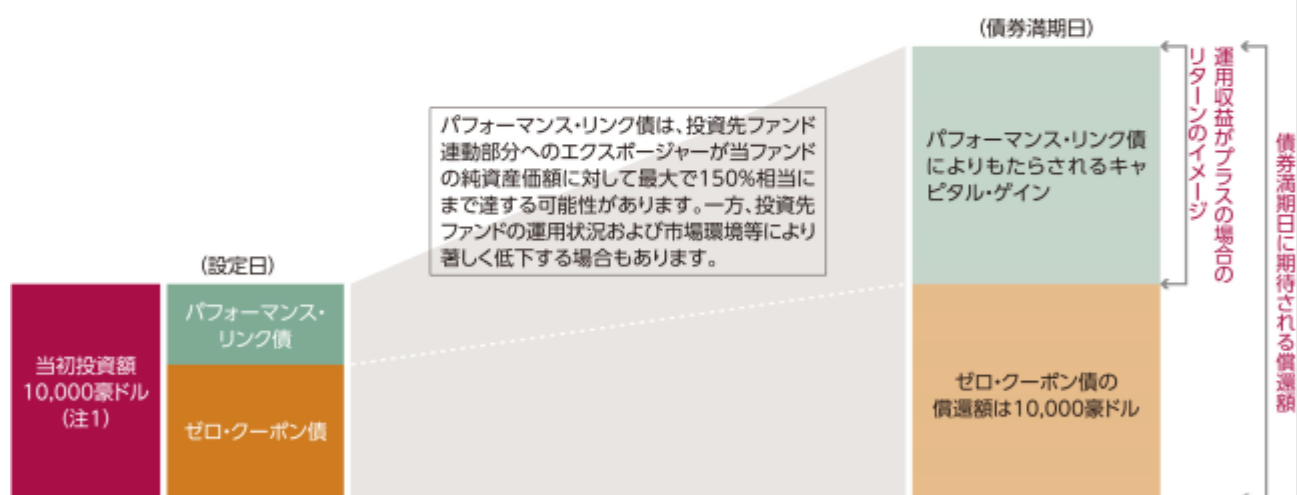 (債券満期日)
パフォーマンス・リンク債は、投資先ファンド
連動部分へのエクスポージャーが当ファンド
の純資産価額に対して最大で150%相当に
まで達する可能性があります。一方、投資先
ファンドの運用状況および市場環境等により
著しく低下する場合もあります。
(設定日)
当初投資額
10,000豪ドル
(注1)
パフォーマンス・
リンク債
ゼロ・クーポン債
パフォーマンス・リンク債
によりもたらされるキャ
ピタル・ゲイン
ゼロ・クーポン債の
償還額は10,000豪ドル
運用収益がプラスの場合の
リターンのイメージ
債券満期日に期待される償還額